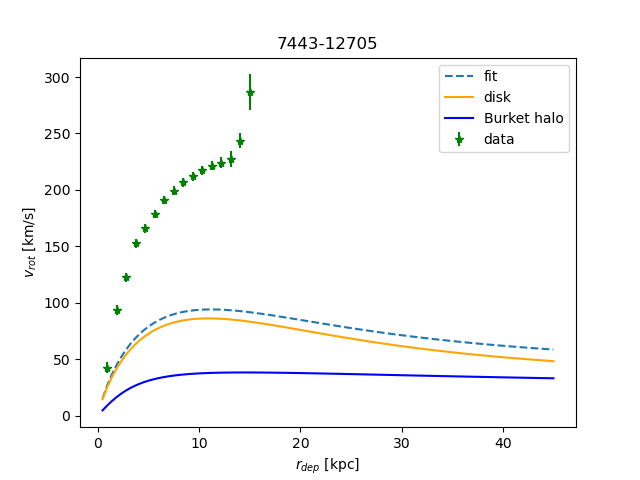 7443-12705
fit
disk
Burket halo
data
300
250
200
150
100
50
0
v_rot [km/s]
0 10 20 30 40
r_dep [kpc]